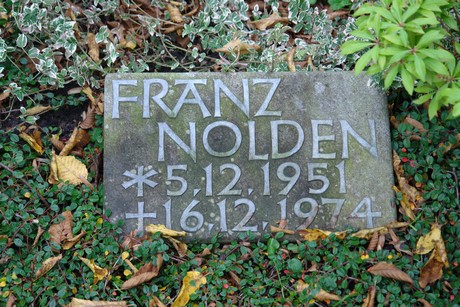 FRANZ
NOLDEN
* 5. 12. 1951
+ 16. 12. 1974